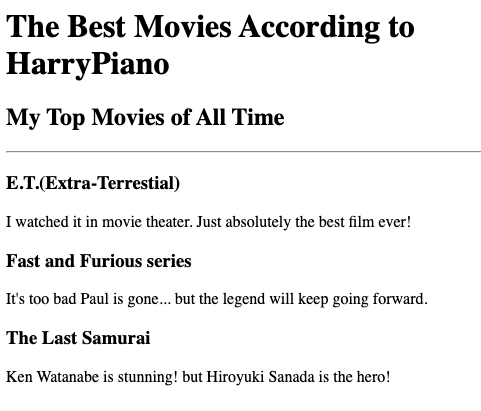 The Best Movies According to
HarryPiano
My Top Movies of All Time
E.T.(Extra-Terrestial)
I watched it in movie theater. Just absolutely the best film ever!
Fast and Furious series
It's too bad Paul is gone... but the legend will keep going forward.
The Last Samurai
Ken Watanabe is stunning! but Hiroyuki Sanada is the hero!